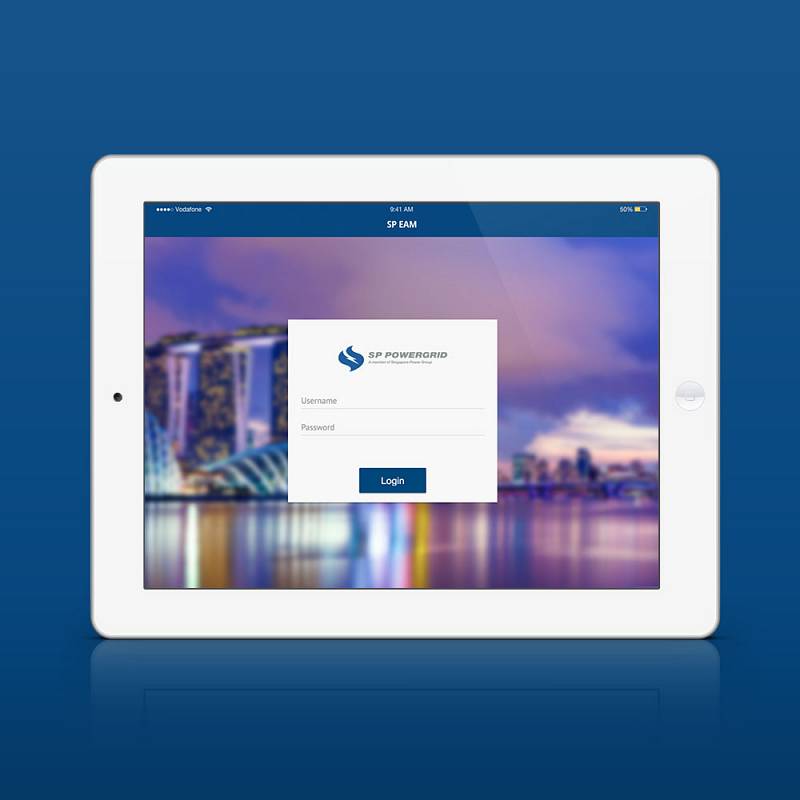 Vodafone 9:41 AM 50%
SP EAM
SP POWERGRID
A member of Singapore Power Group
Username
Password
Login